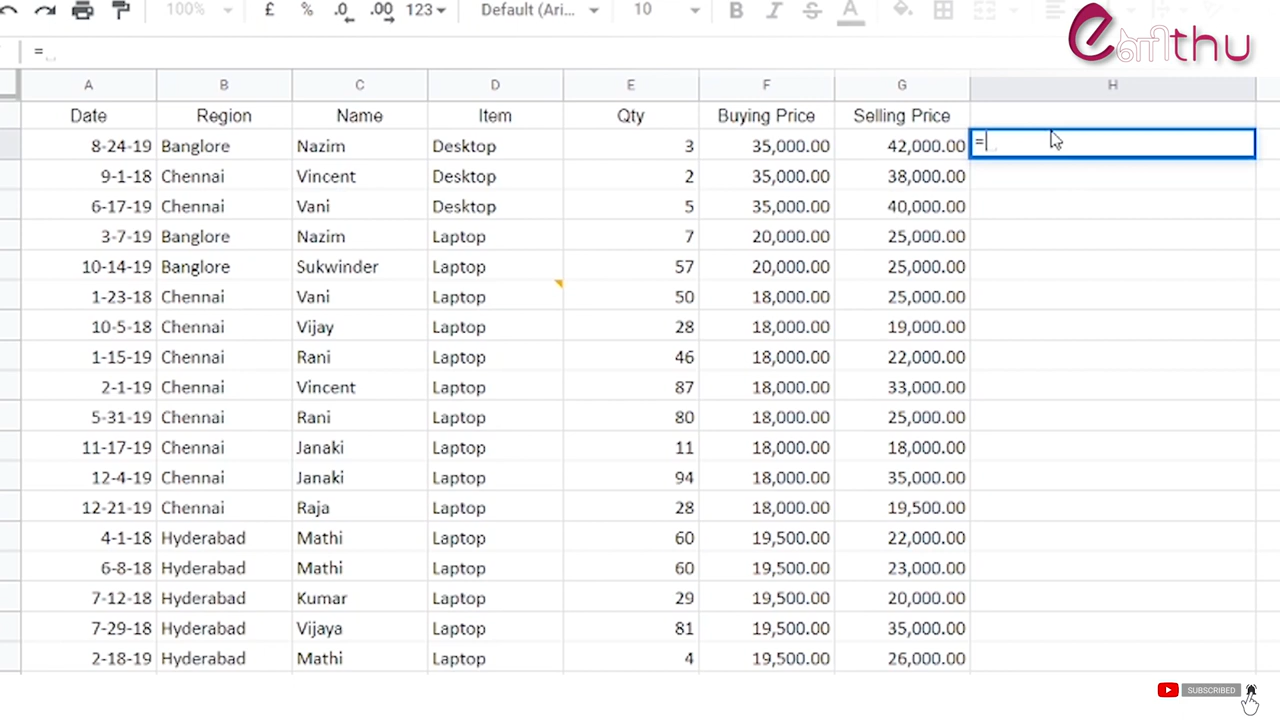 100% £ % .0 .00 123 Default (Ari... 10 B I S A
eளிthu
=
A B C D E F G H
Date Region Name Item Qty Buying Price Selling Price
8-24-19 Banglore Nazim Desktop 3 35,000.00 42,000.00 =
9-1-18 Chennai Vincent Desktop 2 35,000.00 38,000.00
6-17-19 Chennai Vani Desktop 5 35,000.00 40,000.00
3-7-19 Banglore Nazim Laptop 7 20,000.00 25,000.00
10-14-19 Banglore Sukwinder Laptop 57 20,000.00 25,000.00
1-23-18 Chennai Vani Laptop 50 18,000.00 25,000.00
10-5-18 Chennai Vijay Laptop 28 18,000.00 19,000.00
1-15-19 Chennai Rani Laptop 46 18,000.00 22,000.00
2-1-19 Chennai Vincent Laptop 87 18,000.00 33,000.00
5-31-19 Chennai Rani Laptop 80 18,000.00 25,000.00
11-17-19 Chennai Janaki Laptop 11 18,000.00 18,000.00
12-4-19 Chennai Janaki Laptop 94 18,000.00 35,000.00
12-21-19 Chennai Raja Laptop 28 18,000.00 19,500.00
4-1-18 Hyderabad Mathi Laptop 60 19,500.00 22,000.00
6-8-18 Hyderabad Mathi Laptop 60 19,500.00 23,000.00
7-12-18 Hyderabad Kumar Laptop 29 19,500.00 20,000.00
7-29-18 Hyderabad Vijaya Laptop 81 19,500.00 35,000.00
2-18-19 Hyderabad Mathi Laptop 4 19,500.00 26,000.00
SUBSCRIBED